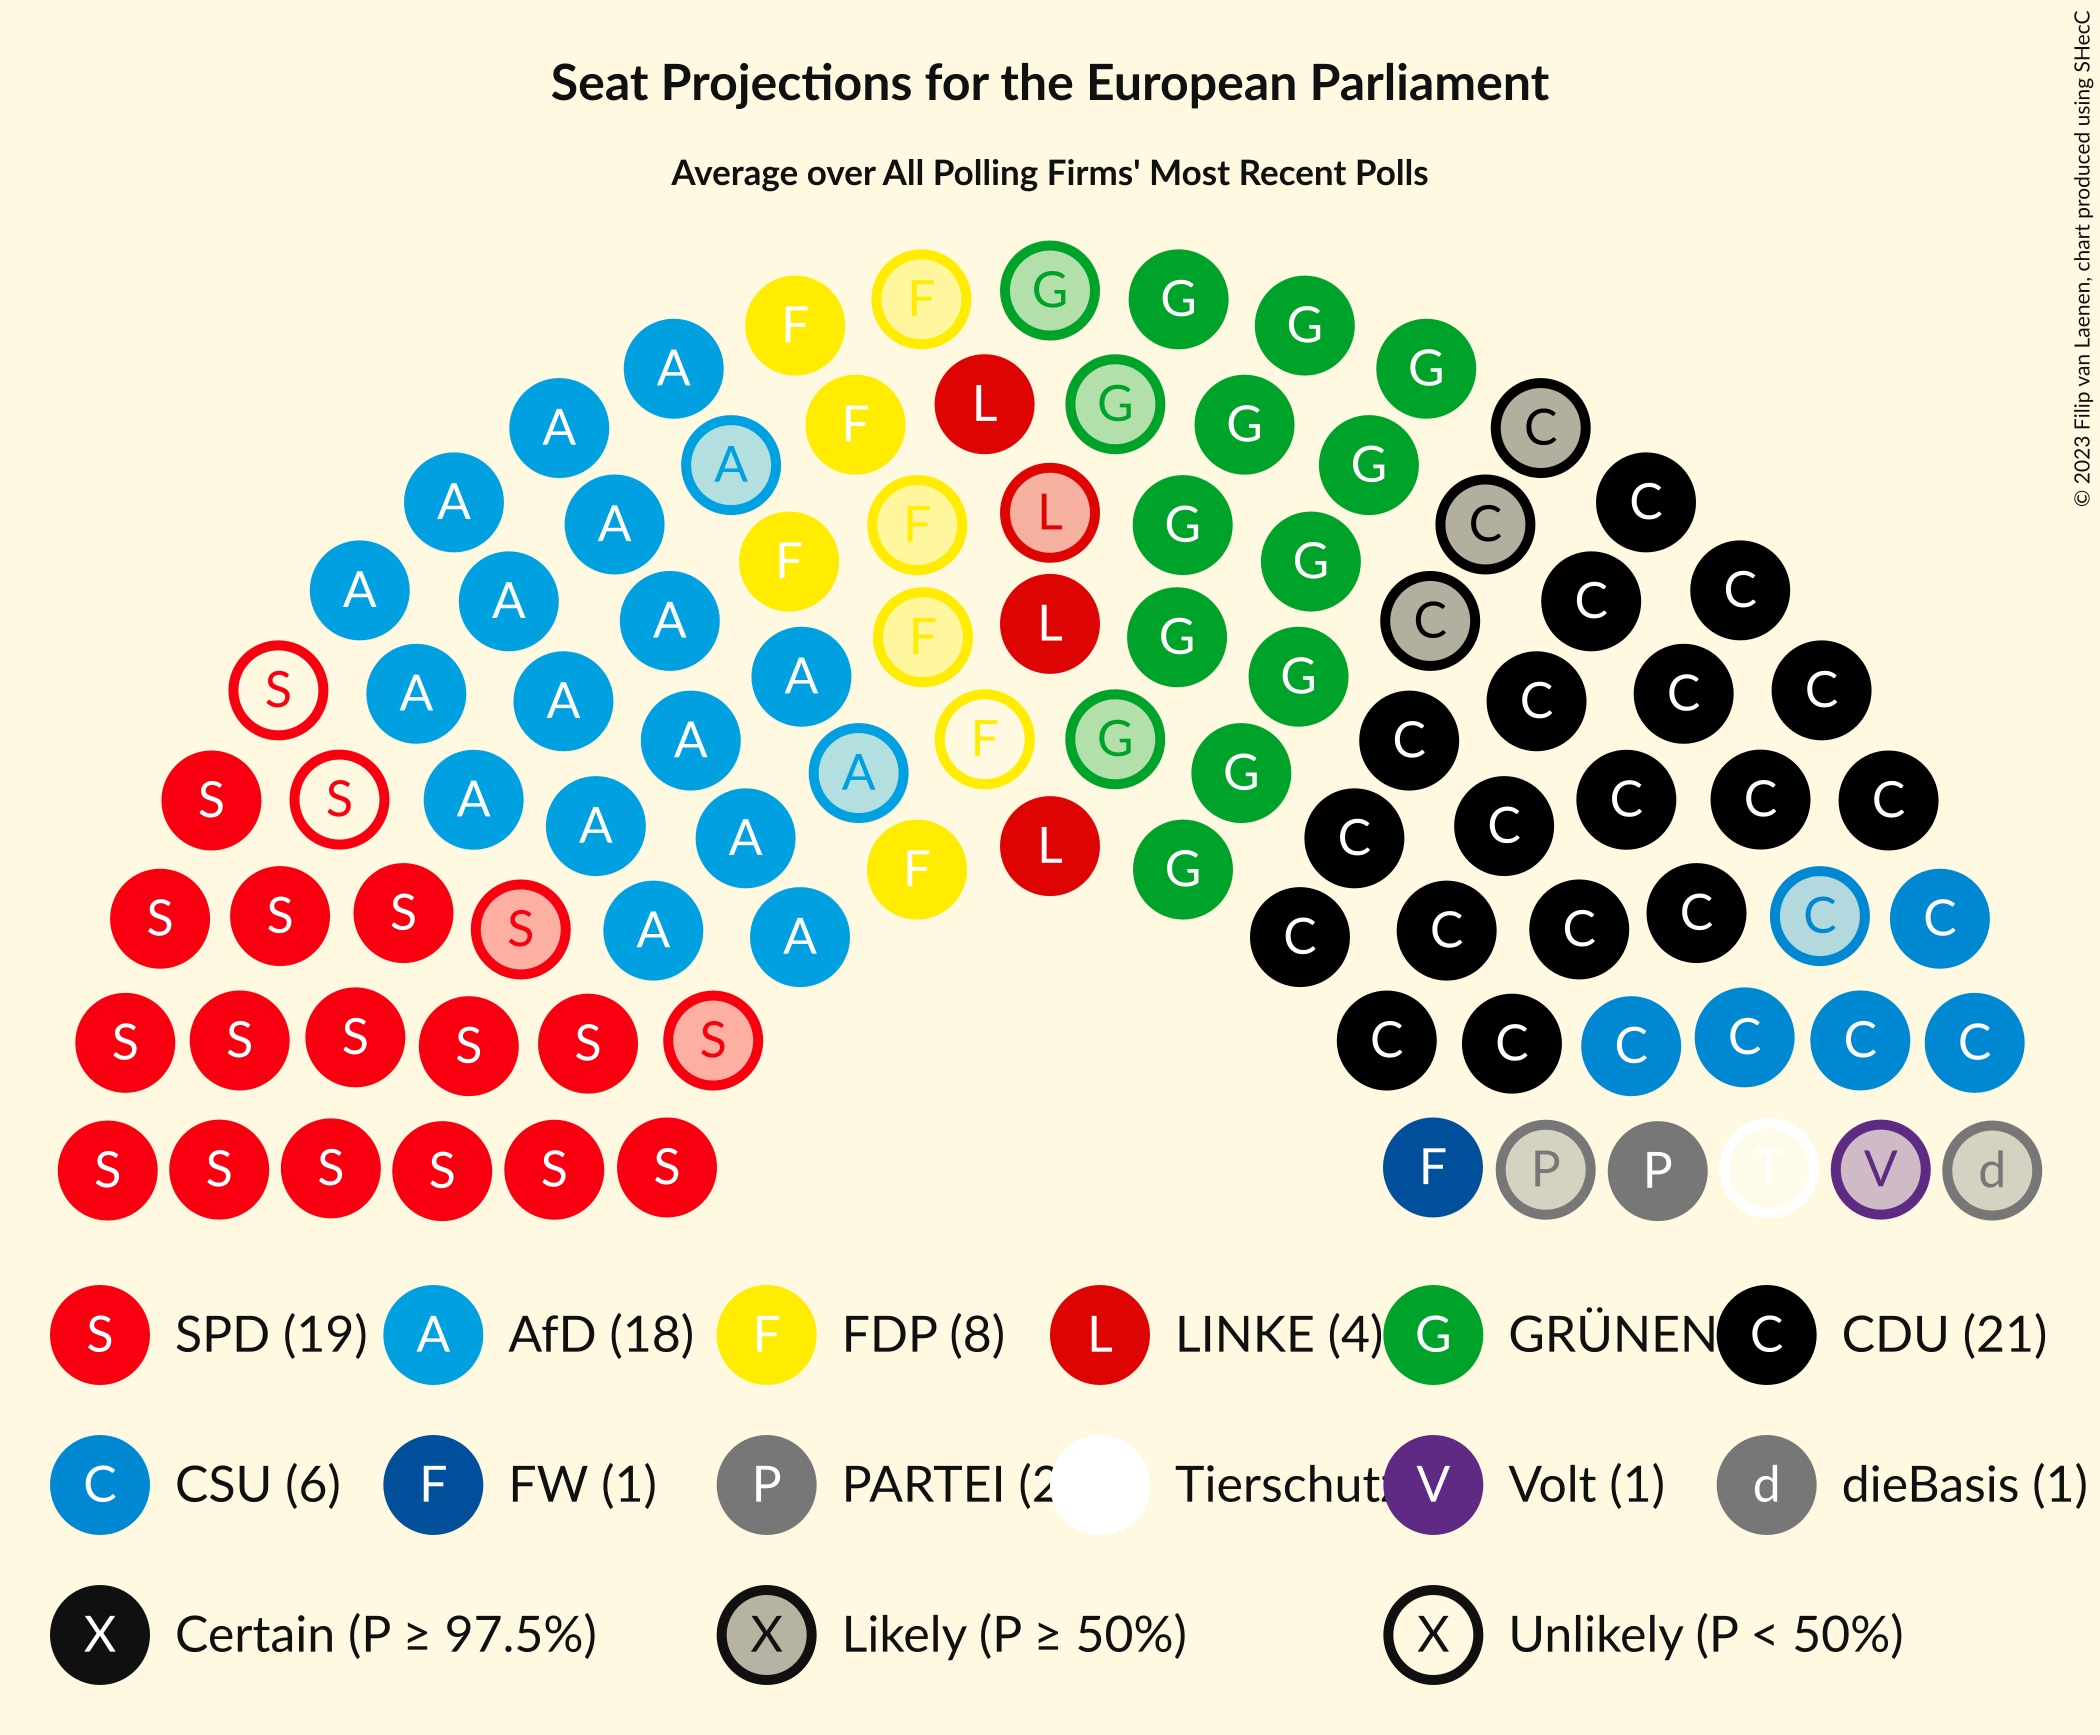 Seat Projections for the European Parliament
Average over All Polling Firms' Most Recent Polls
© 2023 Filip van Laenen, chart produced using SHecC
F F G G G
A G
A F L G G C
A A G C
A A F F L G G C C
A A F L G G C C C
S A A A A G C C C C
S S A A A F G G C C C C C
S S S S A A F L G C C C C C C
S S S S S S C C C C C C
S S S S S S F P P T V d
S SPD (19) A AfD (18) F FDP (8) L LINKE (4) G GRÜNEN C CDU (21)
C CSU (6) F FW (1) P PARTEI (2 Tierschutz V Volt (1) d dieBasis (1)
X Certain (P ≥ 97.5%) X Likely (P ≥ 50%) X Unlikely (P < 50%)